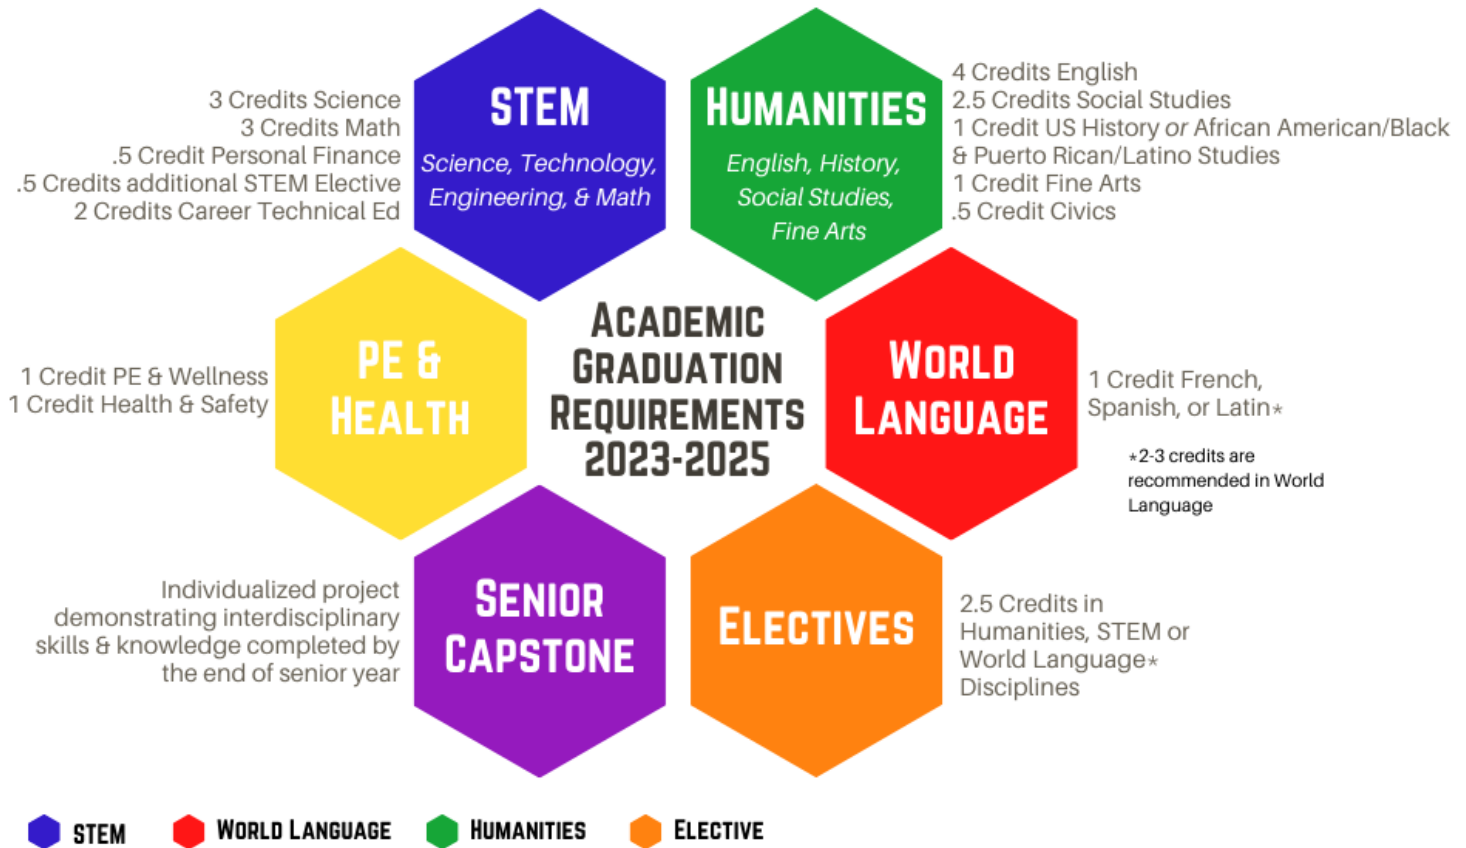 STEM
Science, Technology,
Engineering, & Math
3 Credits Science
3 Credits Math
.5 Credit Personal Finance
.5 Credits additional STEM Elective
2 Credits Career Technical Ed
HUMANITIES
English, History,
Social Studies,
Fine Arts
4 Credits English
2.5 Credits Social Studies
1 Credit US History or African American/Black
& Puerto Rican/Latino Studies
1 Credit Fine Arts
.5 Credit Civics
PE &
HEALTH
1 Credit PE & Wellness
1 Credit Health & Safety
ACADEMIC
GRADUATION
REQUIREMENTS
2023-2025
WORLD
LANGUAGE
1 Credit French,
Spanish, or Latin*
*2-3 credits are
recommended in World
Language
SENIOR
CAPSTONE
Individualized project
demonstrating interdisciplinary
skills & knowledge completed by
the end of senior year
ELECTIVES
2.5 Credits in
Humanities, STEM or
World Language*
Disciplines
STEM
WORLD LANGUAGE
HUMANITIES
ELECTIVE